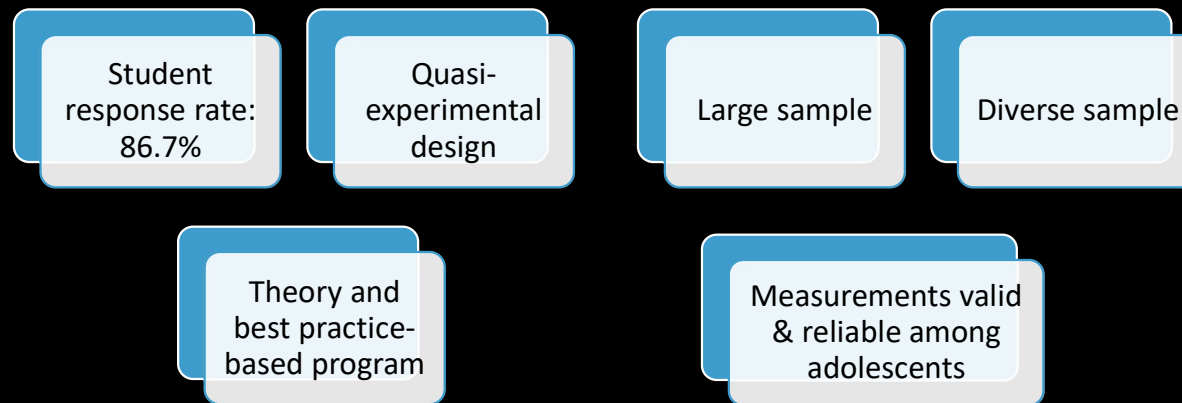 Student
response rate:
86.7%
Quasi-
experimental
design
Large sample
Diverse sample
Theory and
best practice-
based program
Measurements valid
& reliable among
adolescents